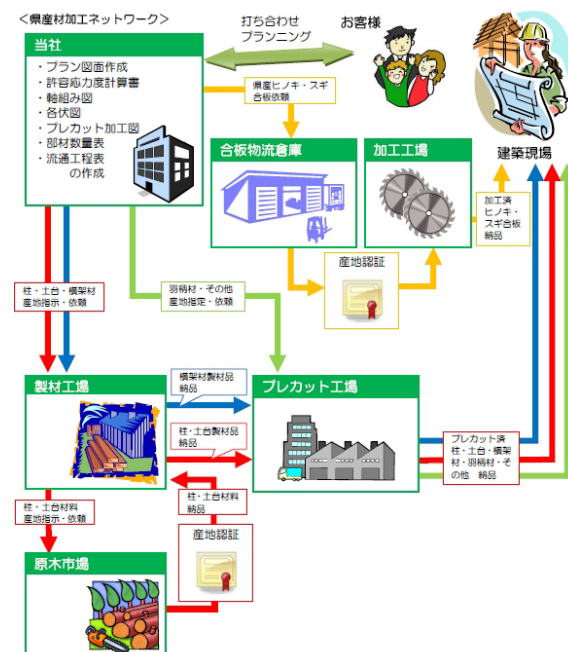 ＜県産材加工ネットワーク＞
当社
・プラン図面作成
・許容応力度計算書
・軸組み図
・各伏図
・プレカット加工図
・部材数量表
・流通工程表
の作成
打ち合わせ
プランニング
お客様
県産ヒノキ・スギ
合板依頼
合板物流倉庫
加工工場
建築現場
加工済
ヒノキ・
スギ合板
納品
産地認証
柱・土台・横架材
産地指示・依頼
羽柄材・その他
産地指定・依頼
製材工場
横架材製材品
納品
プレカット工場
柱・土台製材品
納品
プレカット済
柱・土台・横架
材・羽柄材・そ
の他　納品
柱・土台材料
産地指示・依頼
柱・土台材料
納品
産地認証
原木市場